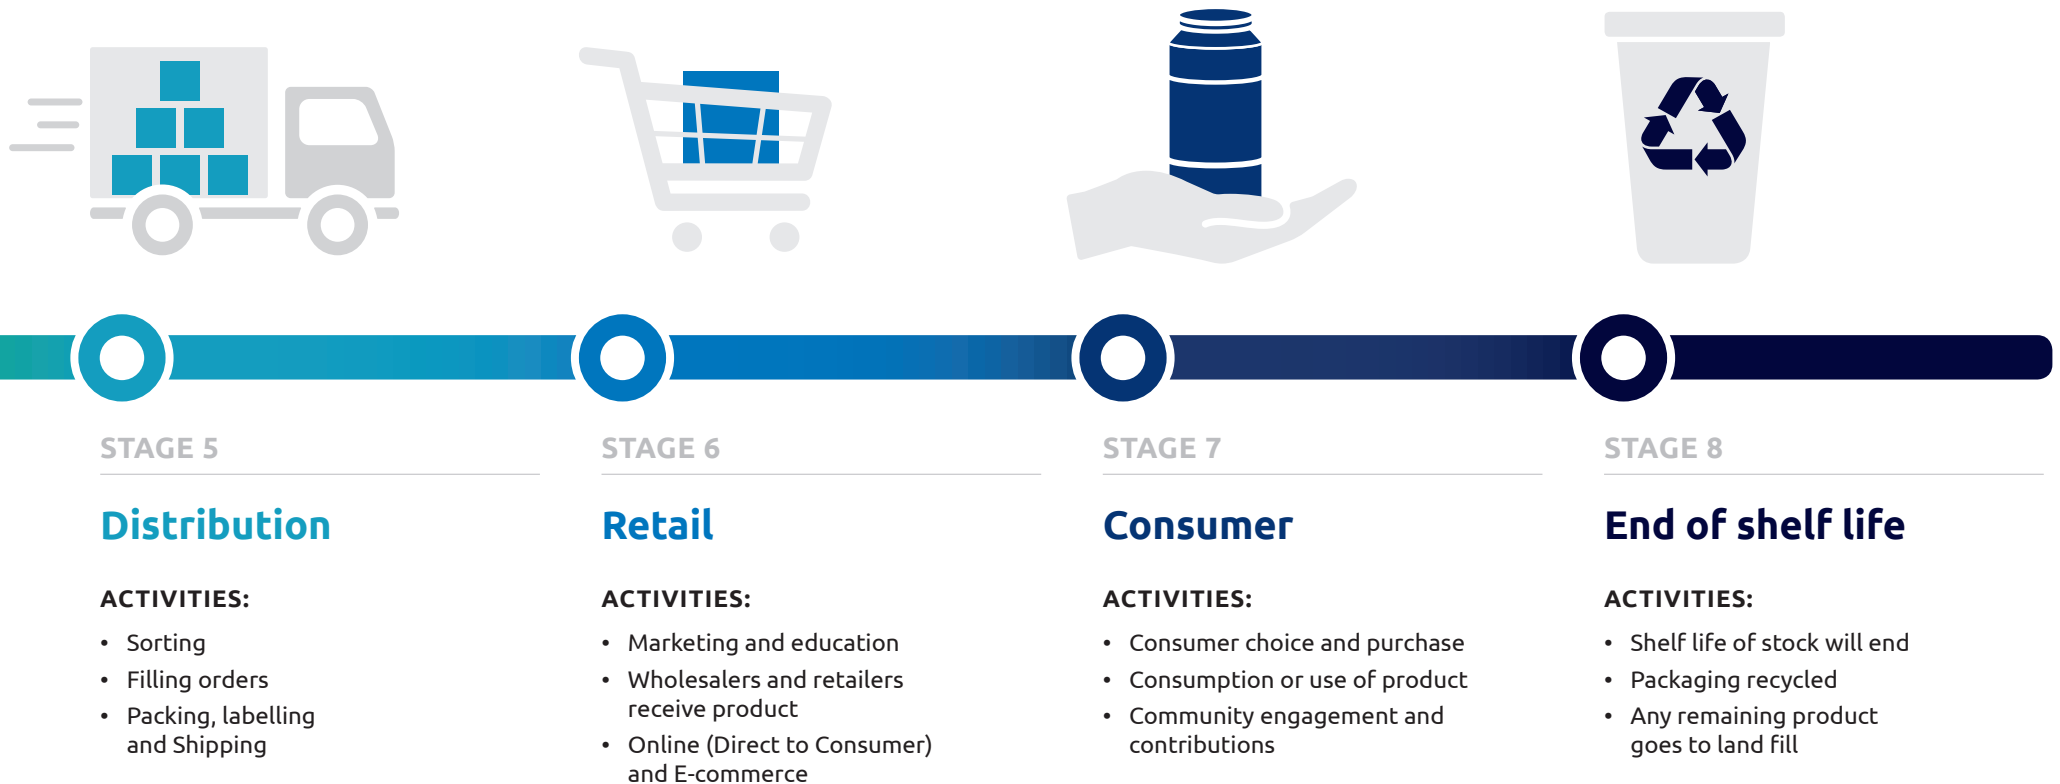 STAGE 5
Distribution
ACTIVITIES:
• Sorting
• Filling orders
• Packing, labelling
and Shipping
STAGE 6
Retail
ACTIVITIES:
• Marketing and education
• Wholesalers and retailers
receive product
• Online (Direct to Consumer)
and E-commerce
STAGE 7
Consumer
ACTIVITIES:
• Consumer choice and purchase
• Consumption or use of product
• Community engagement and
contributions
STAGE 8
End of shelf life
ACTIVITIES:
• Shelf life of stock will end
• Packaging recycled
• Any remaining product
goes to land fill